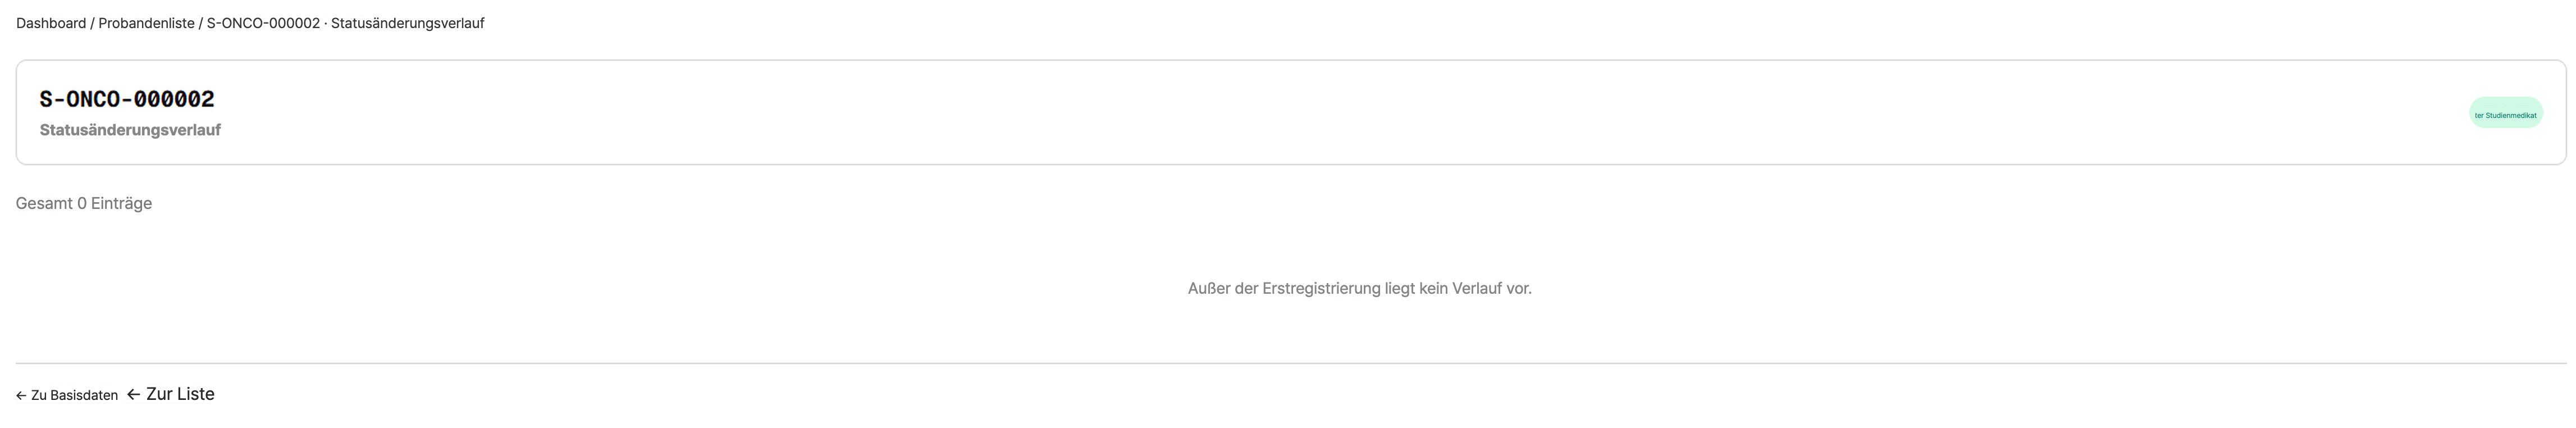 Dashboard / Probandenliste / S-ONCO-000002 · Statusänderungsverlauf
S-ONCO-000002
Statusänderungsverlauf
ter Studienmedikat
Gesamt 0 Einträge
Außer der Erstregistrierung liegt kein Verlauf vor.
← Zu Basisdaten ← Zur Liste